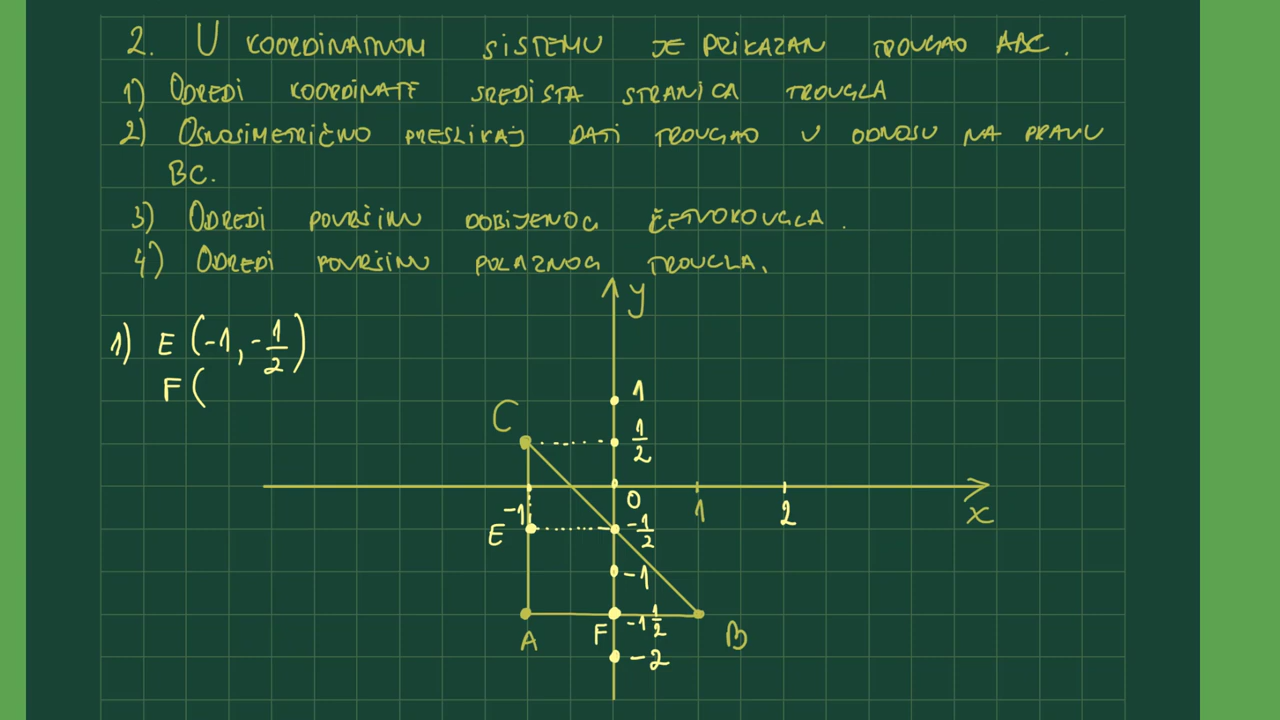 2. U KOORDINATNOM SISTEMU JE PRIKAZAN TROUGAO ABC.
1) ODREDI KOORDINATE SREDISTA STRANICA TROUGLA
2) OSNOSIMETRIČNO PRESLIKAJ DATI TROUGAO U ODNOSU NA PRAVU
BC.
3) ODREDI POVRŠINU DOBIJENOG ČETVOROUGLA.
4) ODREDI POVRŠINU POLAZNOG TROUGLA.
y
1) E (-1, -1/2)
F (
1
C
1/2
0
-1
1
2
x
E
-1/2
-1
-1 1/2
A
F
B
-2